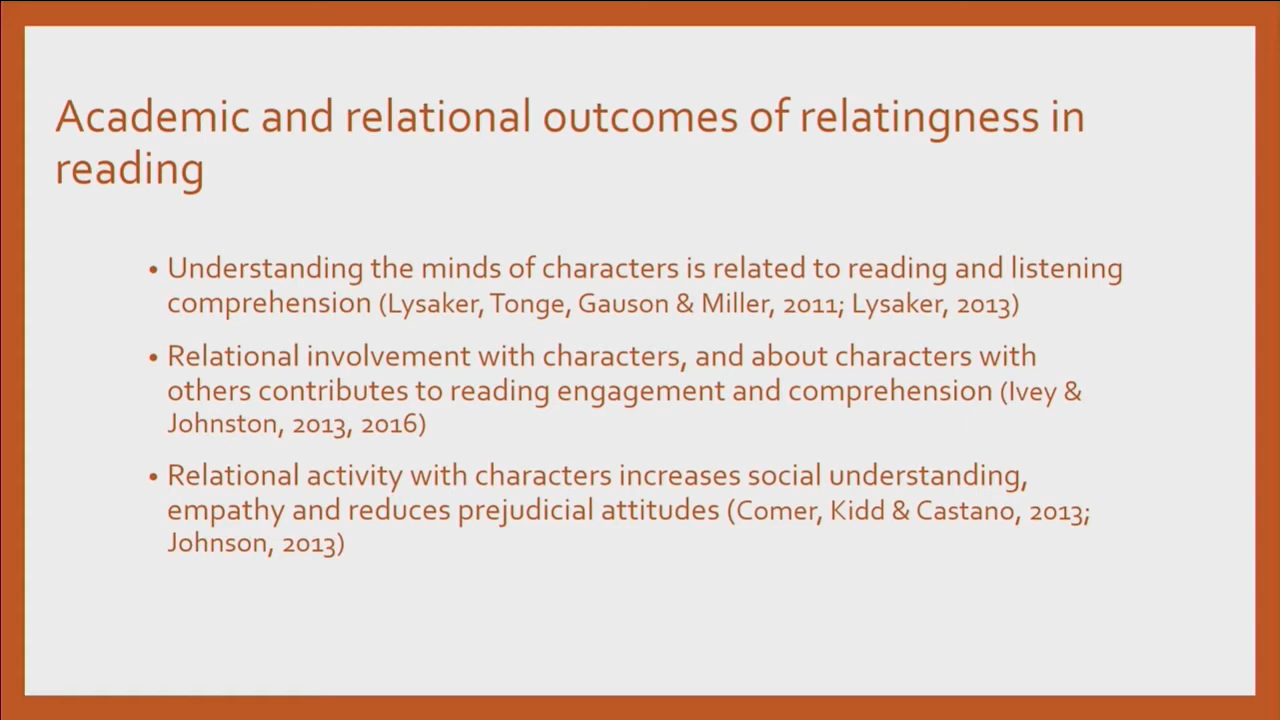 Academic and relational outcomes of relatingness in
reading
• Understanding the minds of characters is related to reading and listening
comprehension (Lysaker, Tonge, Gauson & Miller, 2011; Lysaker, 2013)
• Relational involvement with characters, and about characters with
others contributes to reading engagement and comprehension (Ivey &
Johnston, 2013, 2016)
• Relational activity with characters increases social understanding,
empathy and reduces prejudicial attitudes (Comer, Kidd & Castano, 2013;
Johnson, 2013)